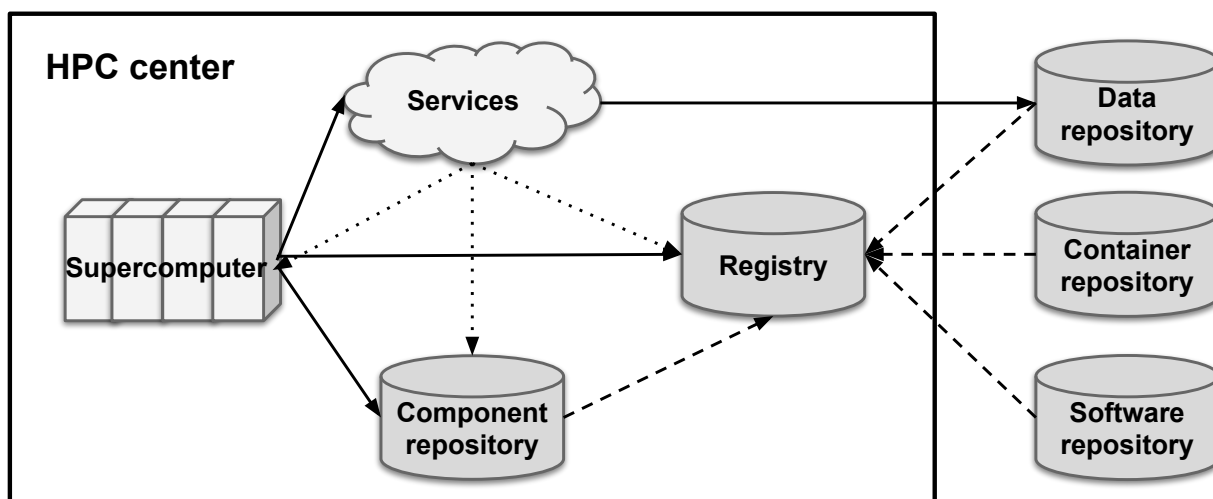 HPC center
Services
Data
repository
Supercomputer
Registry
Container
repository
Component
repository
Software
repository